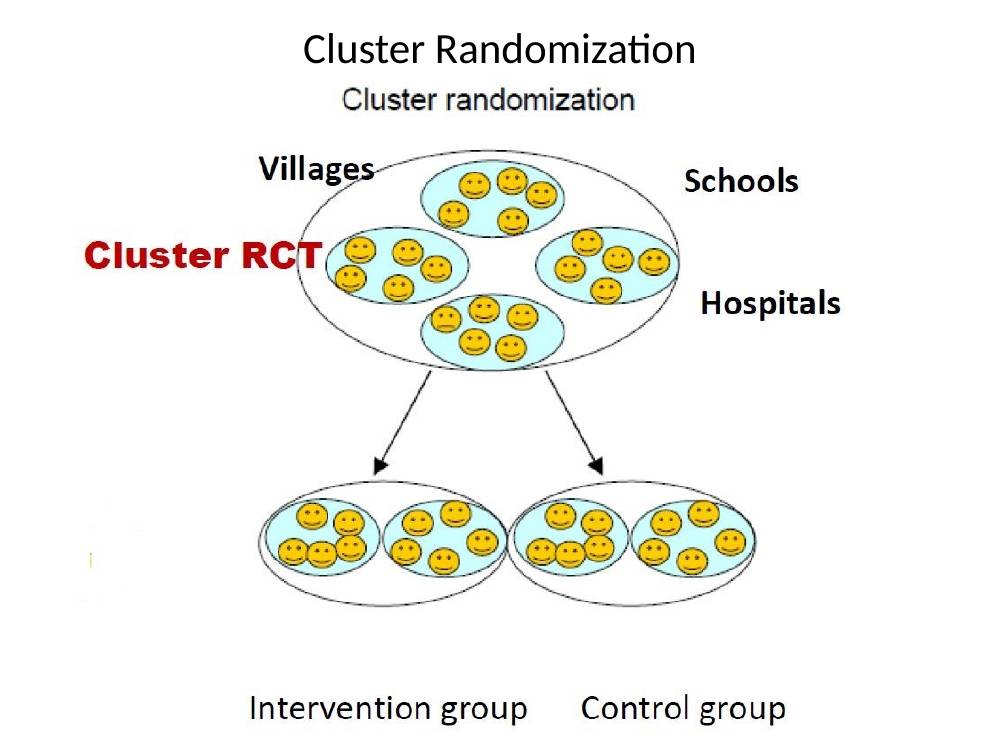 Cluster Randomization
Cluster randomization
Villages
Schools
Cluster RCT
Hospitals
Intervention group
Control group